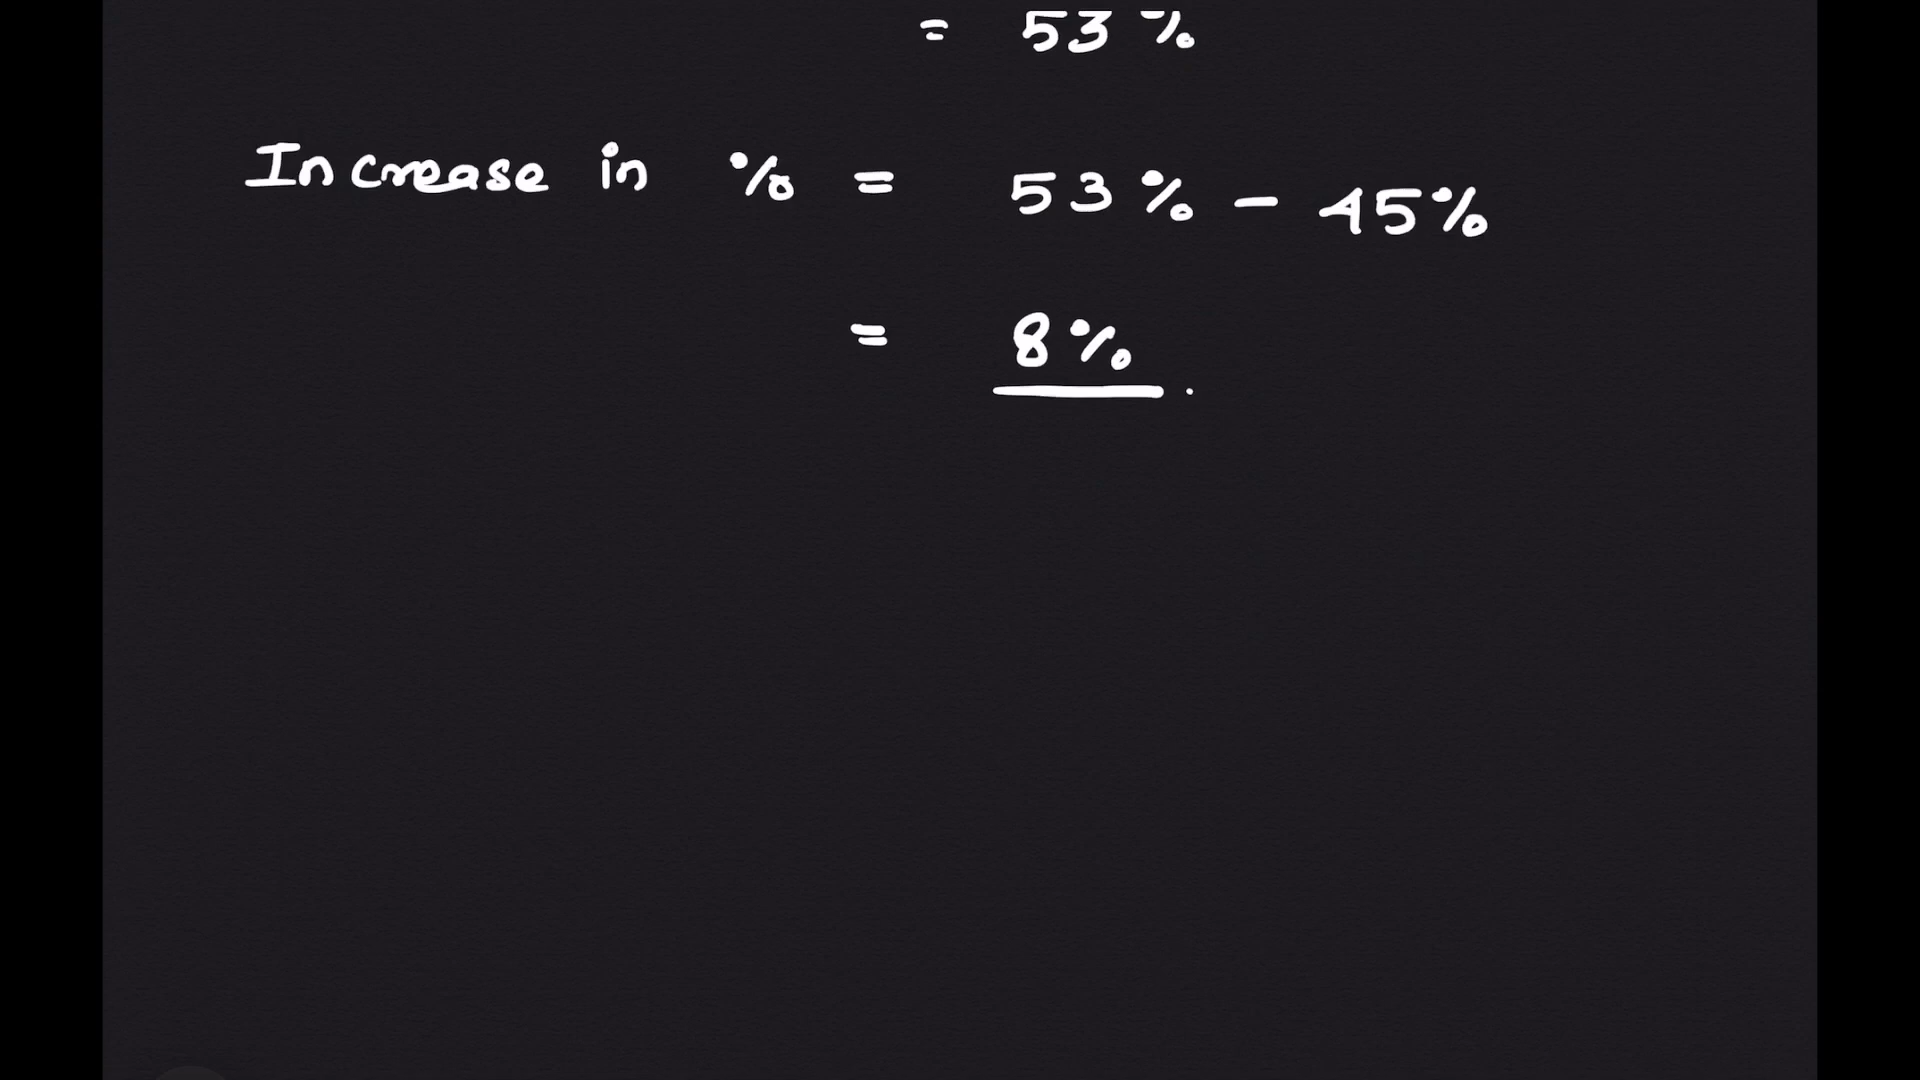 = 53 %
Increase in % = 53% - 45%
= 8%.